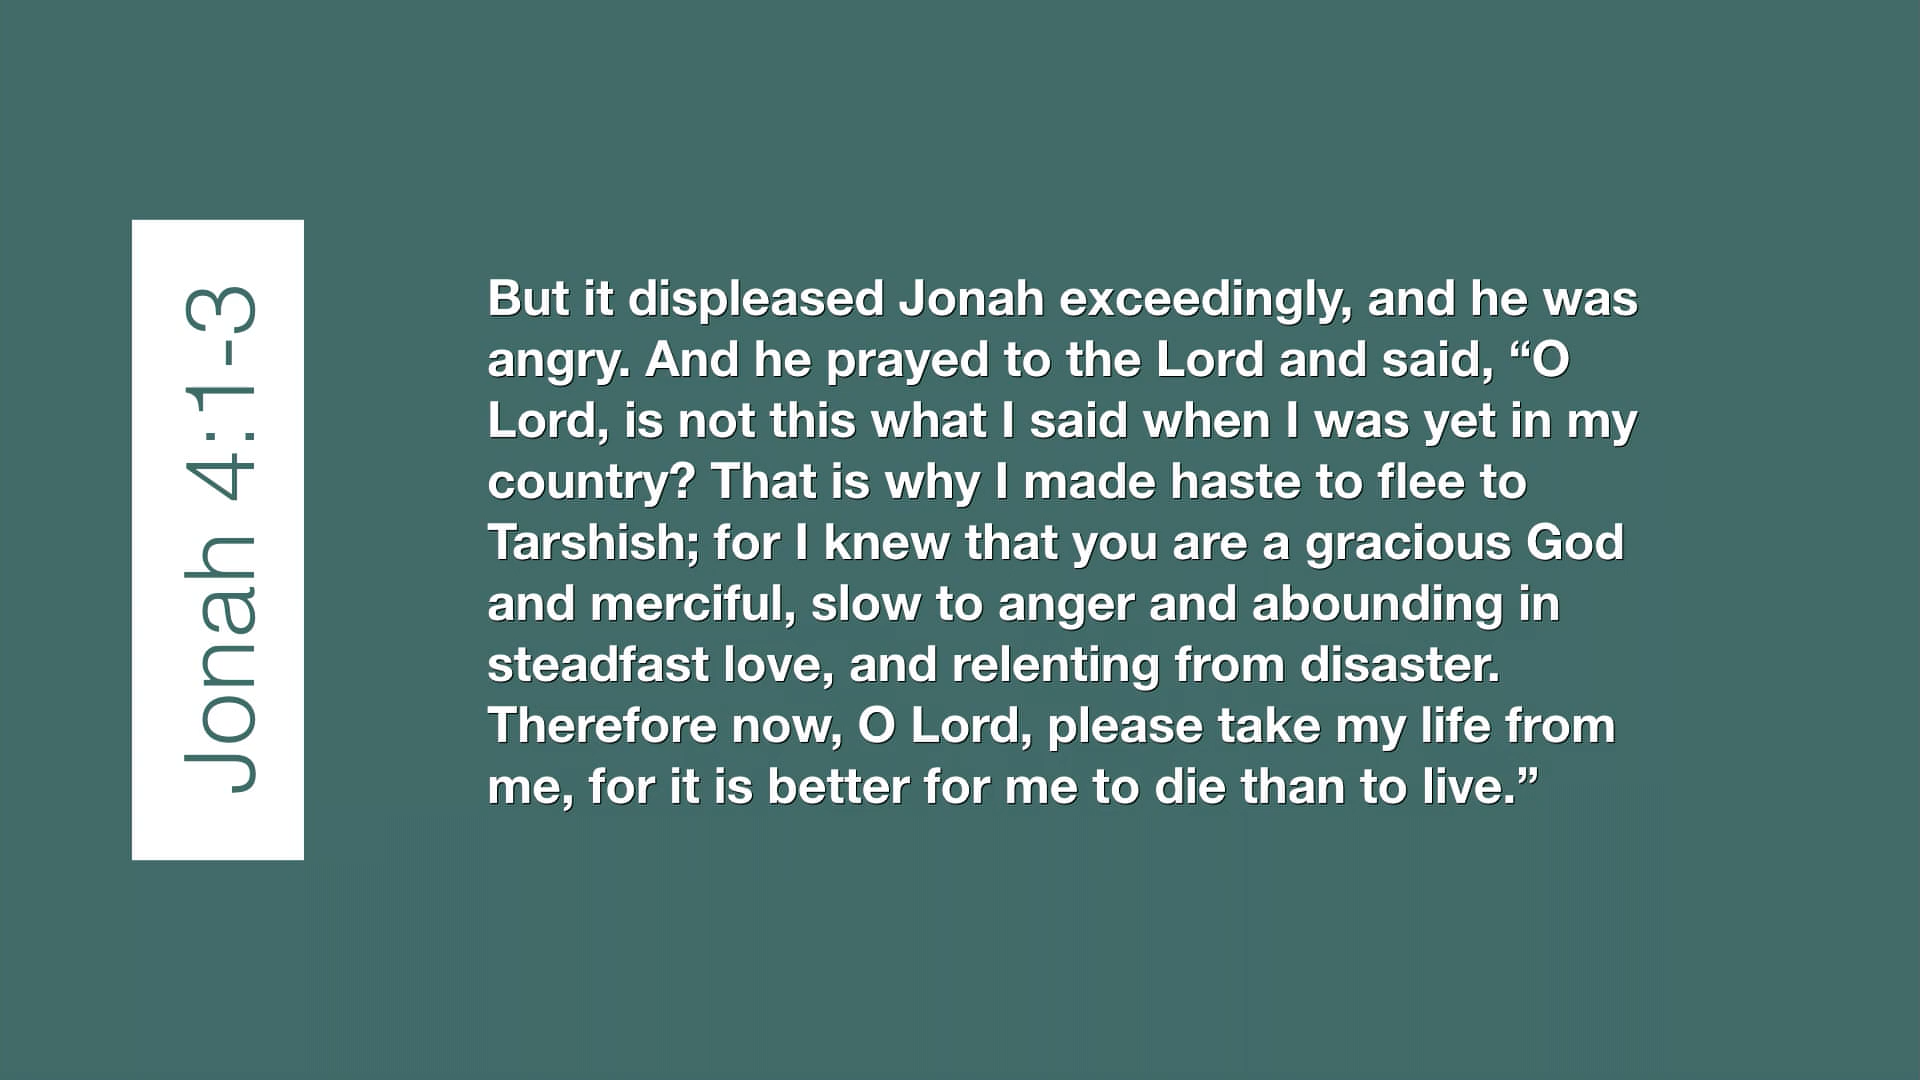 Jonah 4:1-3
But it displeased Jonah exceedingly, and he was
angry. And he prayed to the Lord and said, “O
Lord, is not this what I said when I was yet in my
country? That is why I made haste to flee to
Tarshish; for I knew that you are a gracious God
and merciful, slow to anger and abounding in
steadfast love, and relenting from disaster.
Therefore now, O Lord, please take my life from
me, for it is better for me to die than to live.”